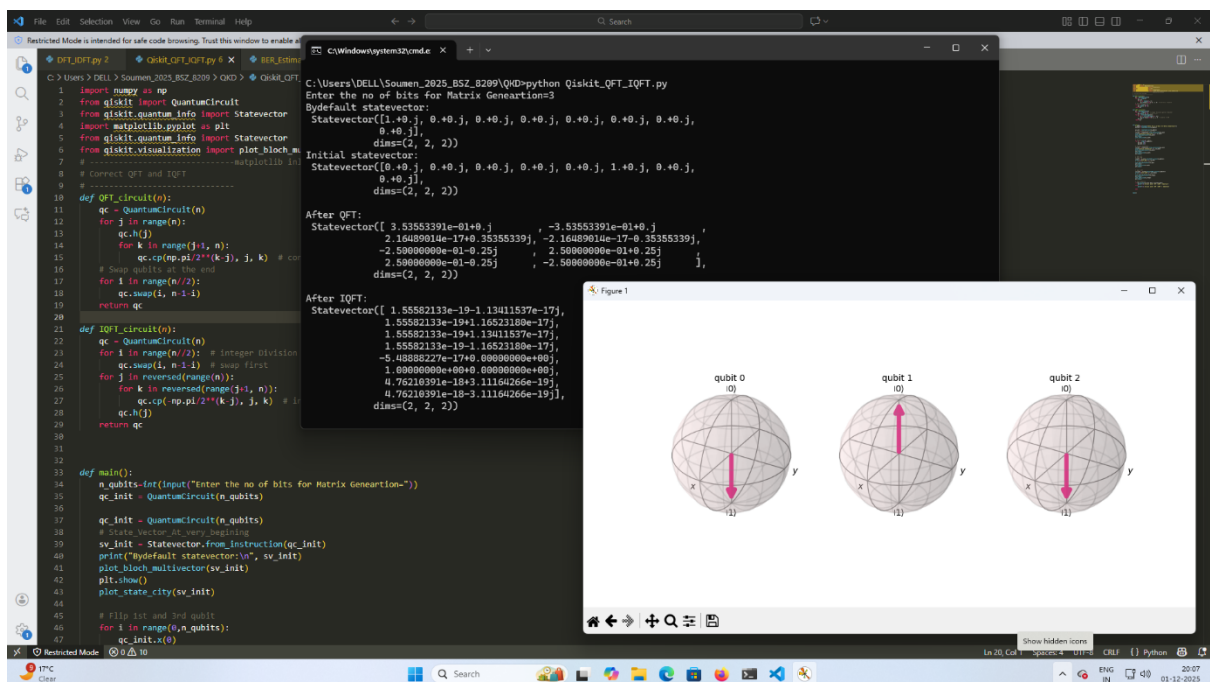 File Edit Selection View Go Run Terminal Help
Search
Restricted Mode is intended for safe code browsing. Trust this window to enable a
DFT_IDFT.py 2 Qiskit_QFT_IQFT.py 6 BER_Estima
C: > Users > DELL > Soumen_2025_BSZ_8209 > QKD > Qiskit_QFT_
1 import numpy as np
2 from qiskit import QuantumCircuit
3 from qiskit.quantum_info import Statevector
4 import matplotlib.pyplot as plt
5 from qiskit.quantum_info import Statevector
6 from qiskit.visualization import plot_bloch_mu
7 # -----------------------------matplotlib inl
8 # Correct QFT and IQFT
9 # -----------------------------
10 def QFT_circuit(n):
11 qc = QuantumCircuit(n)
12 for j in range(n):
13 qc.h(j)
14 for k in range(j+1, n):
15 qc.cp(np.pi/2**(k-j), j, k) # con
16 # Swap qubits at the end
17 for i in range(n//2):
18 qc.swap(i, n-1-i)
19 return qc
20
21 def IQFT_circuit(n):
22 qc = QuantumCircuit(n)
23 for i in range(n//2): # integer Division
24 qc.swap(i, n-1-i) # swap first
25 for j in reversed(range(n)):
26 for k in reversed(range(j+1, n)):
27 qc.cp(-np.pi/2**(k-j), j, k) # in
28 qc.h(j)
29 return qc
30
31
32
33 def main():
34 n_qubits=int(input("Enter the no of bits for Matrix Geneartion="))
35 qc_init = QuantumCircuit(n_qubits)
36
37 qc_init = QuantumCircuit(n_qubits)
38 # State_Vector_At_very_begining
39 sv_init = Statevector.from_instruction(qc_init)
40 print("Bydefault statevector:\n", sv_init)
41 plot_bloch_multivector(sv_init)
42 plt.show()
43 plot_state_city(sv_init)
44
45 # Flip 1st and 3rd qubit
46 for i in range(0,n_qubits):
47 qc_init.x(0)
C:\Windows\system32\cmd.e:
C:\Users\DELL\Soumen_2025_BSZ_8209\QKD>python Qiskit_QFT_IQFT.py
Enter the no of bits for Matrix Geneartion=3
Bydefault statevector:
Statevector([1.+0.j, 0.+0.j, 0.+0.j, 0.+0.j, 0.+0.j, 0.+0.j, 0.+0.j,
0.+0.j],
dims=(2, 2, 2))
Initial statevector:
Statevector([0.+0.j, 0.+0.j, 0.+0.j, 0.+0.j, 0.+0.j, 1.+0.j, 0.+0.j,
0.+0.j],
dims=(2, 2, 2))
After QFT:
Statevector([ 3.53553391e-01+0.j , -3.53553391e-01+0.j ,
2.16489014e-17+0.35355339j, -2.16489014e-17-0.35355339j,
-2.50000000e-01-0.25j , 2.50000000e-01+0.25j ,
2.50000000e-01-0.25j , -2.50000000e-01+0.25j ],
dims=(2, 2, 2))
After IQFT:
Statevector([ 1.55582133e-19-1.13411537e-17j,
1.55582133e-19+1.16523180e-17j,
1.55582133e-19+1.13411537e-17j,
1.55582133e-19-1.16523180e-17j,
-5.48888227e-17+0.00000000e+00j,
1.00000000e+00+0.00000000e+00j,
4.76210391e-18+3.11164266e-19j,
4.76210391e-18-3.11164266e-19j],
dims=(2, 2, 2))
Figure 1
qubit 0 qubit 1 qubit 2
|0⟩ |0⟩ |0⟩
x y x y x y
|1⟩ |1⟩ |1⟩
Show hidden icons
Restricted Mode 0 10 Ln 20, Col 1 Spaces: 4 UTF-8 CRLF {} Python
9 17°C Search ENG 20:07
Clear IN 01-12-2025